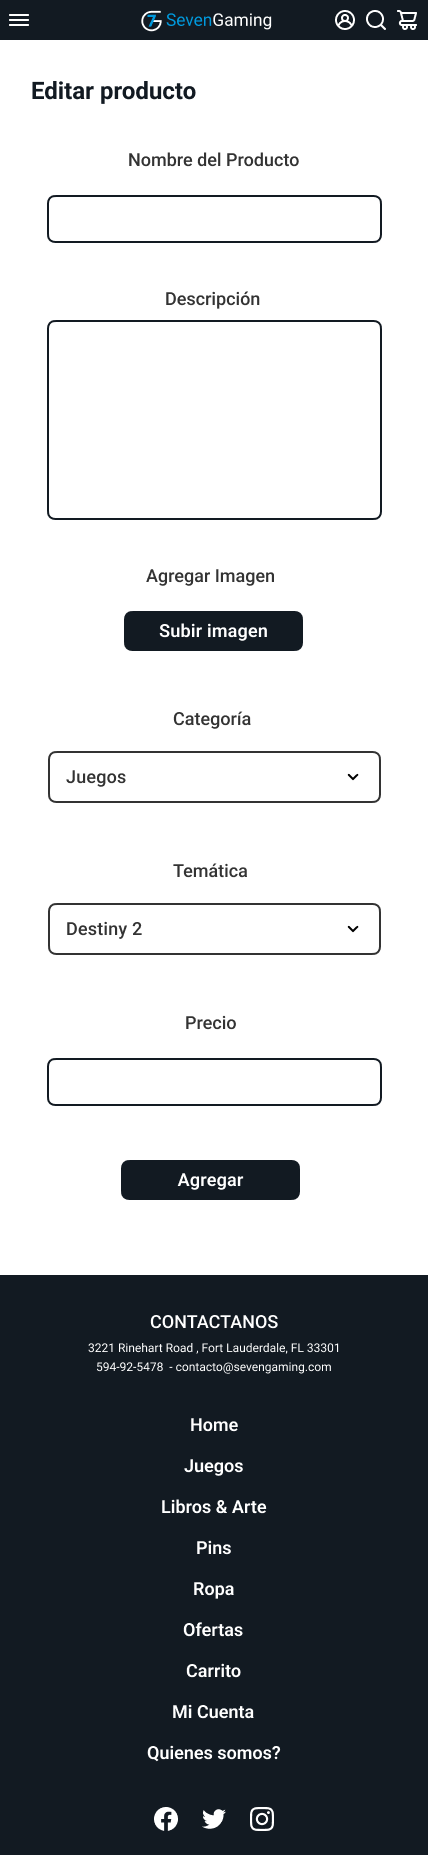 SevenGaming
Editar producto
Nombre del Producto
Descripción
Agregar Imagen
Subir imagen
Categoría
Juegos
Temática
Destiny 2
Precio
Agregar
CONTACTANOS
3221 Rinehart Road , Fort Lauderdale, FL 33301
594-92-5478 - contacto@sevengaming.com
Home
Juegos
Libros & Arte
Pins
Ropa
Ofertas
Carrito
Mi Cuenta
Quienes somos?